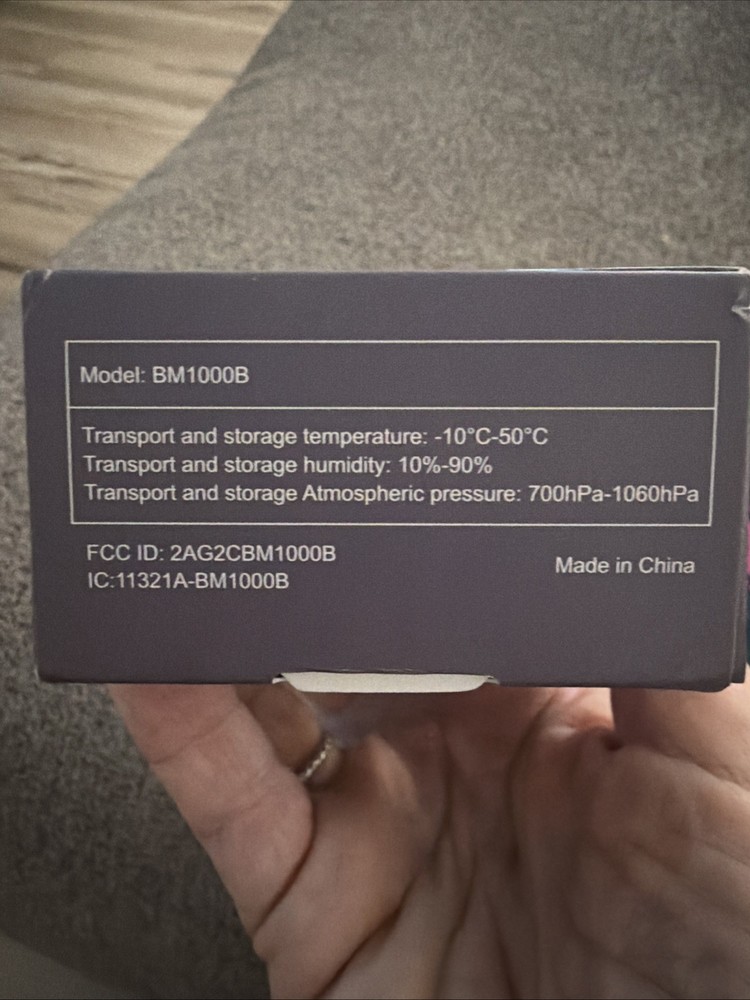 Model: BM1000B
Transport and storage temperature: -10°C-50°C
Transport and storage humidity: 10%-90%
Transport and storage Atmospheric pressure: 700hPa-1060hPa
FCC ID: 2AG2CBM1000B
IC:11321A-BM1000B
Made in China